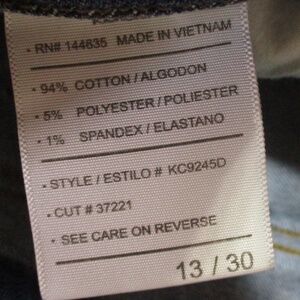 · RN# 144635 MADE IN VIETNAM
· 94% COTTON / ALGODON
· 5% POLYESTER / POLIESTER
· 1% SPANDEX / ELASTANO
· STYLE / ESTILO # KC9245D
· CUT # 37221
· SEE CARE ON REVERSE
13 / 30